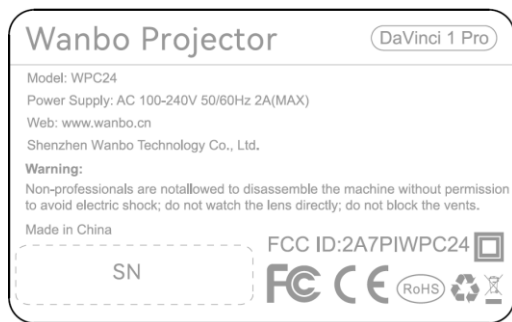 Wanbo Projector
DaVinci 1 Pro
Model: WPC24
Power Supply: AC 100-240V 50/60Hz 2A(MAX)
Web: www.wanbo.cn
Shenzhen Wanbo Technology Co., Ltd.
Warning:
Non-professionals are notallowed to disassemble the machine without permission
to avoid electric shock; do not watch the lens directly; do not block the vents.
Made in China
SN
FCC ID:2A7PIWPC24
FC CE RoHS